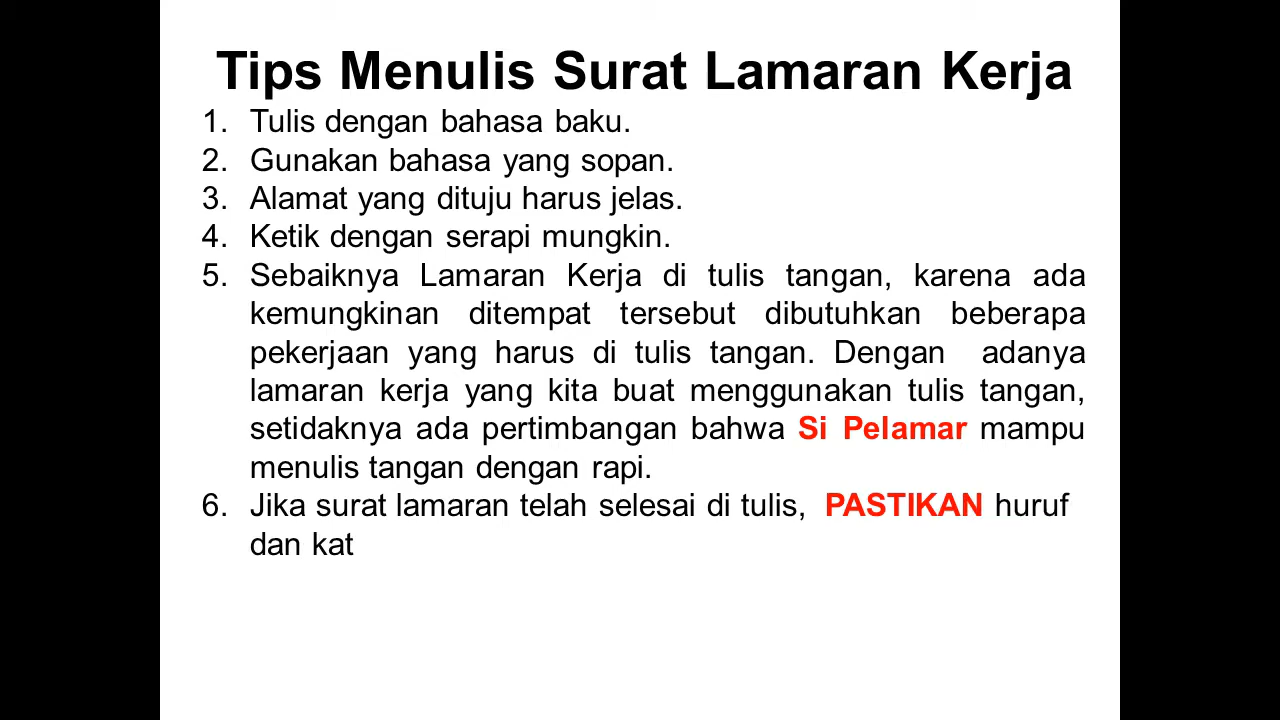 Tips Menulis Surat Lamaran Kerja
1. Tulis dengan bahasa baku.
2. Gunakan bahasa yang sopan.
3. Alamat yang dituju harus jelas.
4. Ketik dengan serapi mungkin.
5. Sebaiknya Lamaran Kerja di tulis tangan, karena ada
kemungkinan ditempat tersebut dibutuhkan beberapa
pekerjaan yang harus di tulis tangan. Dengan adanya
lamaran kerja yang kita buat menggunakan tulis tangan,
setidaknya ada pertimbangan bahwa Si Pelamar mampu
menulis tangan dengan rapi.
6. Jika surat lamaran telah selesai di tulis, PASTIKAN huruf
dan kat